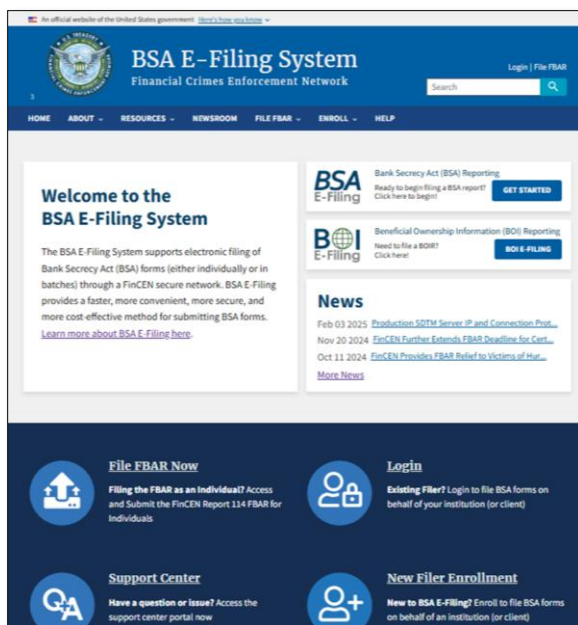 An official website of the United States government Here's how you know
BSA E-Filing System
Financial Crimes Enforcement Network
Login | File FBAR
Search
3
HOME ABOUT RESOURCES NEWSROOM FILE FBAR ENROLL HELP
Welcome to the
BSA E-Filing System
The BSA E-Filing System supports electronic filing of
Bank Secrecy Act (BSA) forms (either individually or in
batches) through a FinCEN secure network. BSA E-Filing
provides a faster, more convenient, more secure, and
more cost-effective method for submitting BSA forms.
Learn more about BSA E-Filing here.
BSA
E-Filing
Bank Secrecy Act (BSA) Reporting
Ready to begin filing a BSA report?
Click here to begin!
GET STARTED
BOI
E-Filing
Beneficial Ownership Information (BOI) Reporting
Need to file a BOIR?
Click here!
BOI E-FILING
News
Feb 03 2025 Production SDTM Server IP and Connection Prot...
Nov 20 2024 FinCEN Further Extends FBAR Deadline for Cert...
Oct 11 2024 FinCEN Provides FBAR Relief to Victims of Hur...
More News
File FBAR Now
Filing the FBAR as an Individual? Access
and Submit the FinCEN Report 114 FBAR for
Individuals
Login
Existing Filer? Login to file BSA forms on
behalf of your institution (or client)
Q A
Support Center
Have a question or issue? Access the
support center portal now
New Filer Enrollment
New to BSA E-Filing? Enroll to file BSA forms
on behalf of an institution (or client)